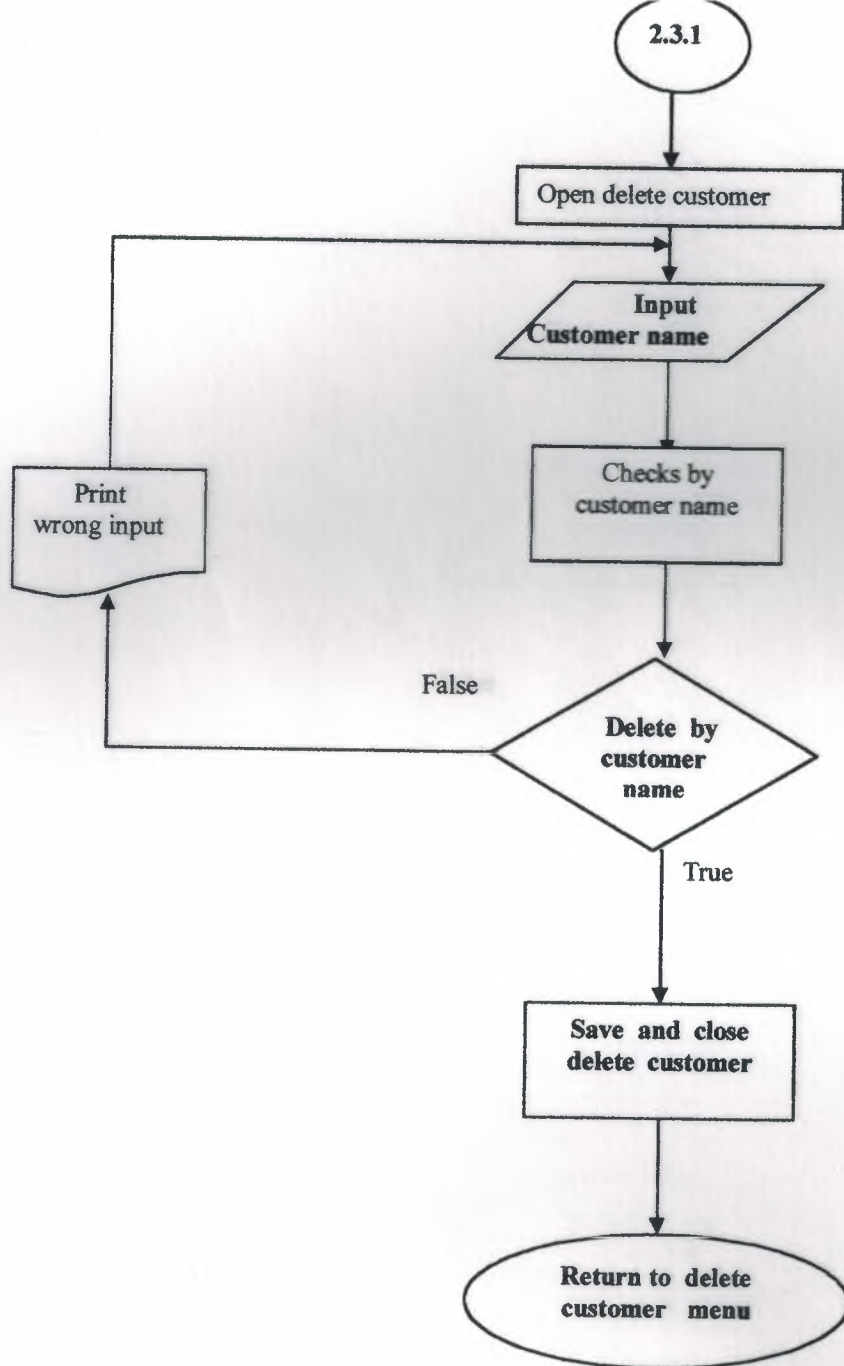 2.3.1
Open delete customer
Input
Customer name
Checks by
customer name
Print
wrong input
False
Delete by
customer
name
True
Save and close
delete customer
Return to delete
customer menu